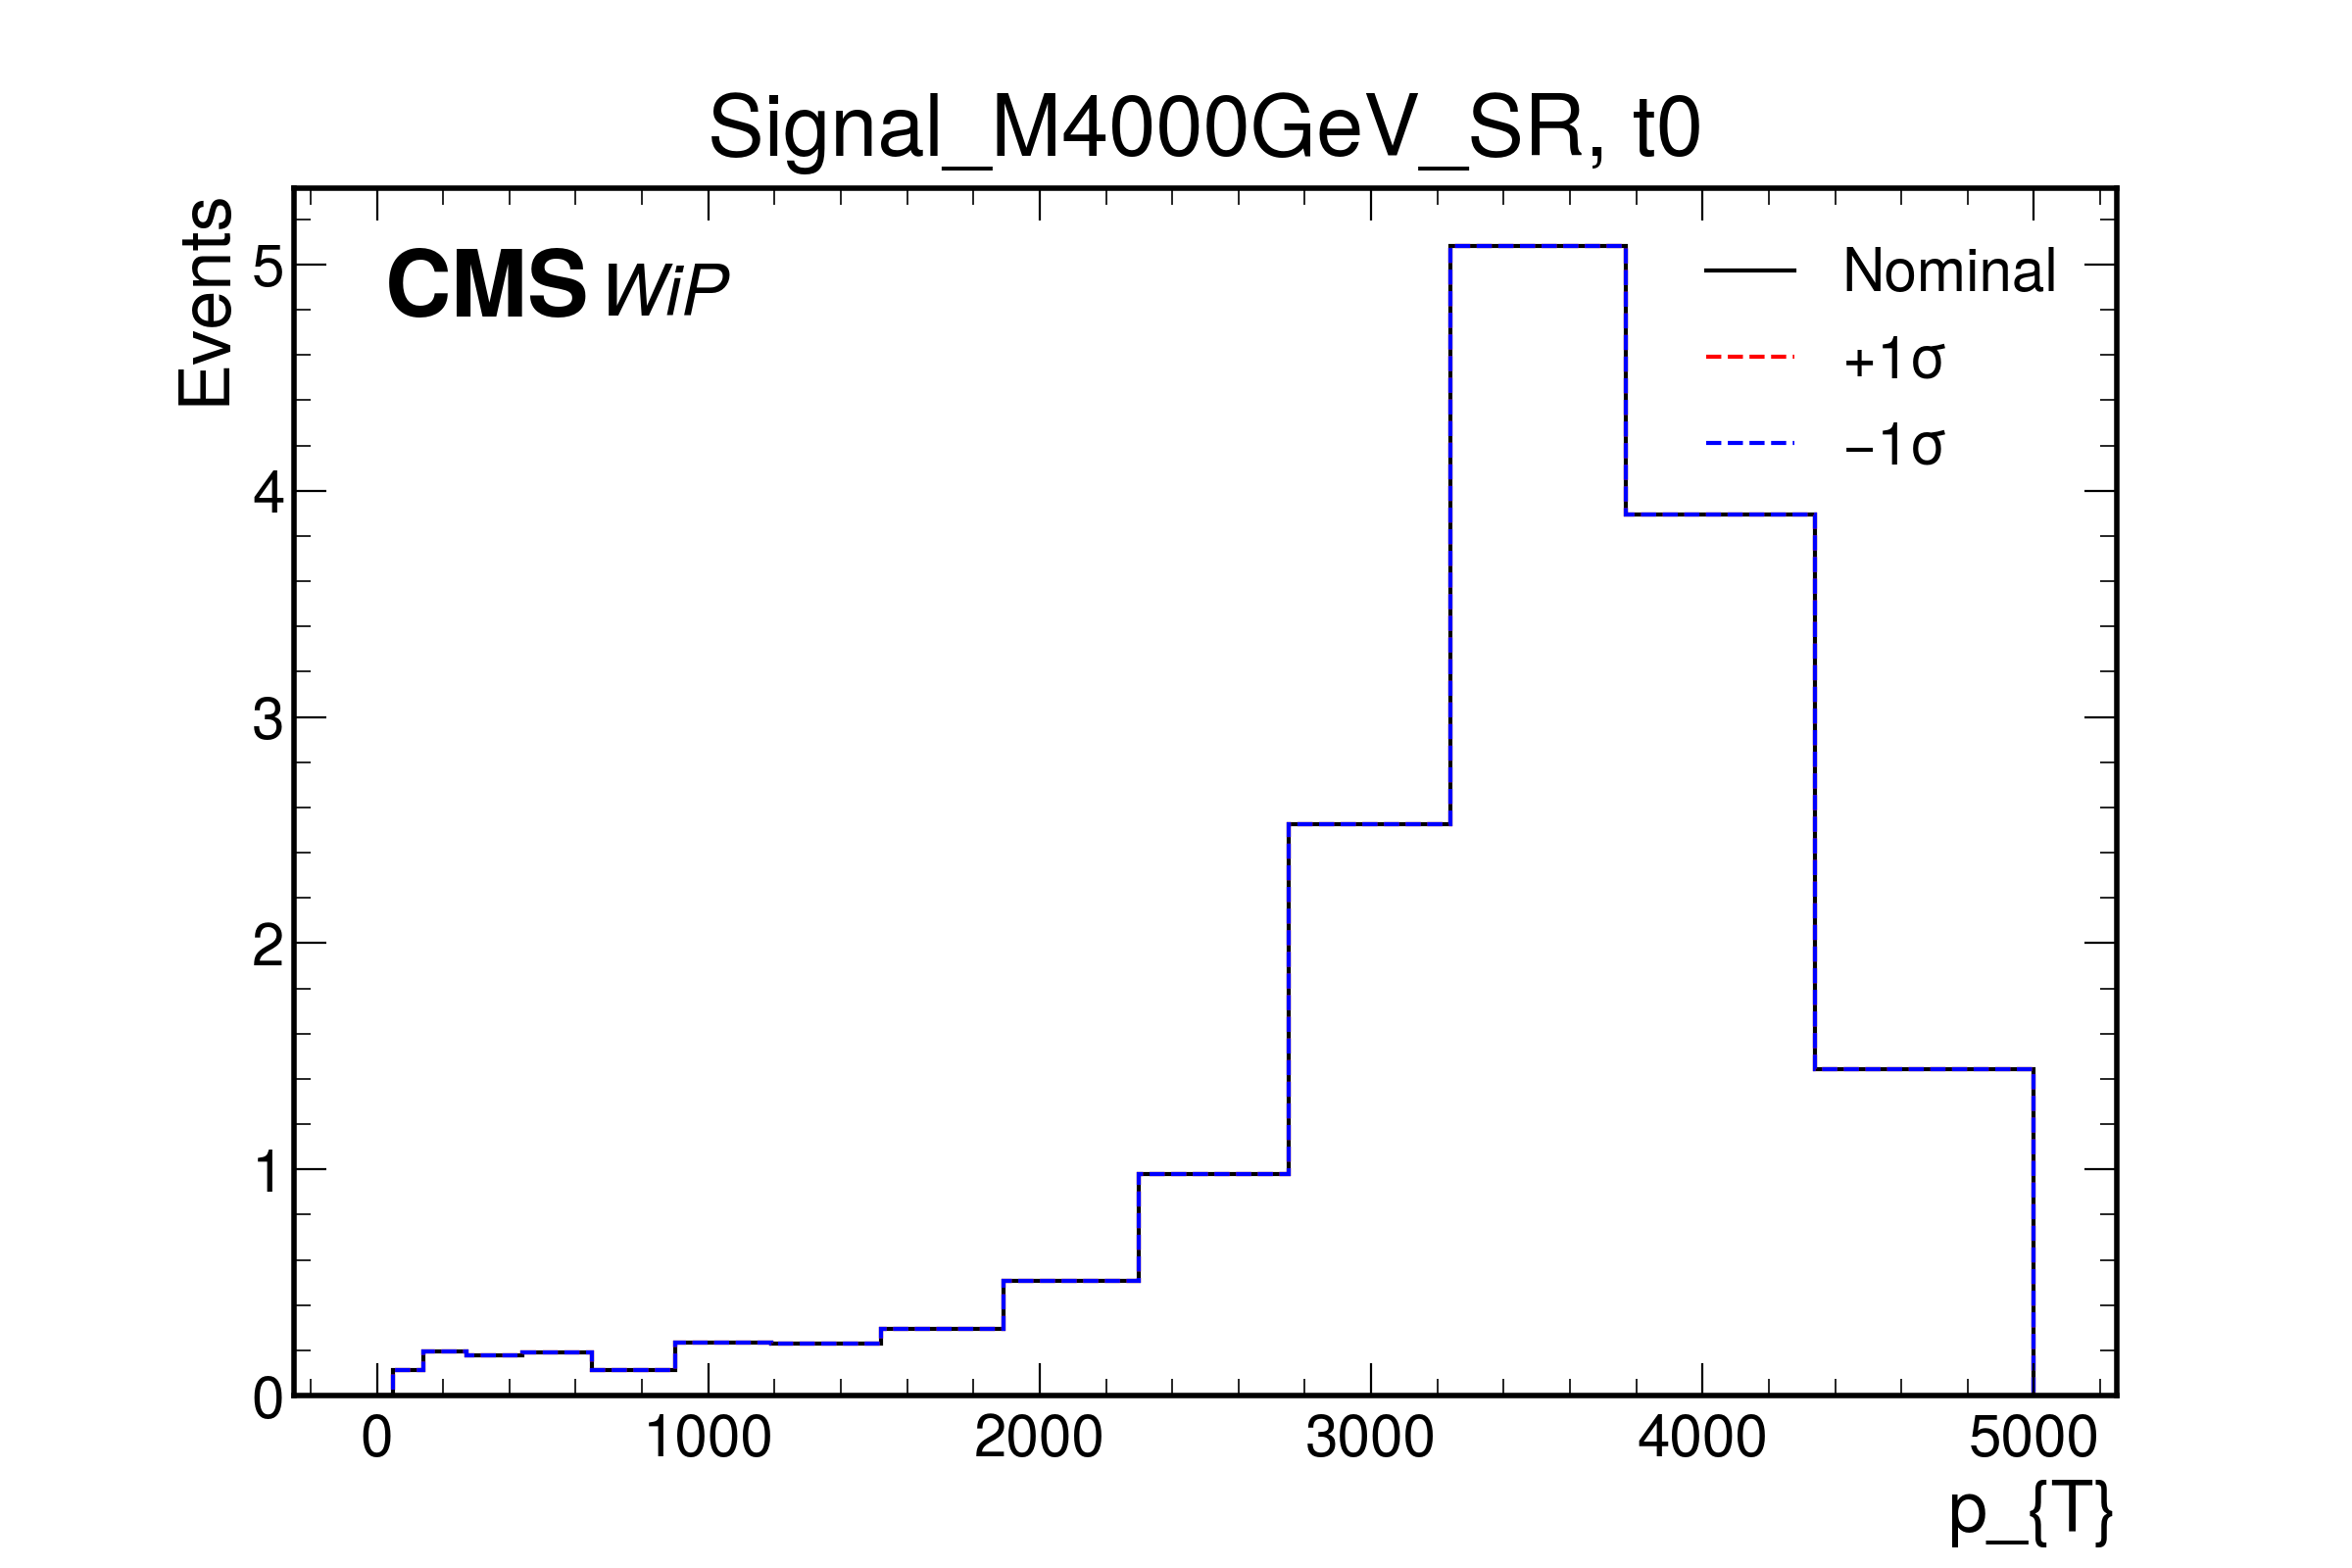 Signal_M4000GeV_SR, t0
Events
CMS WiP
Nominal
+1σ
−1σ
5
4
3
2
1
0
0 1000 2000 3000 4000 5000
p_{T}